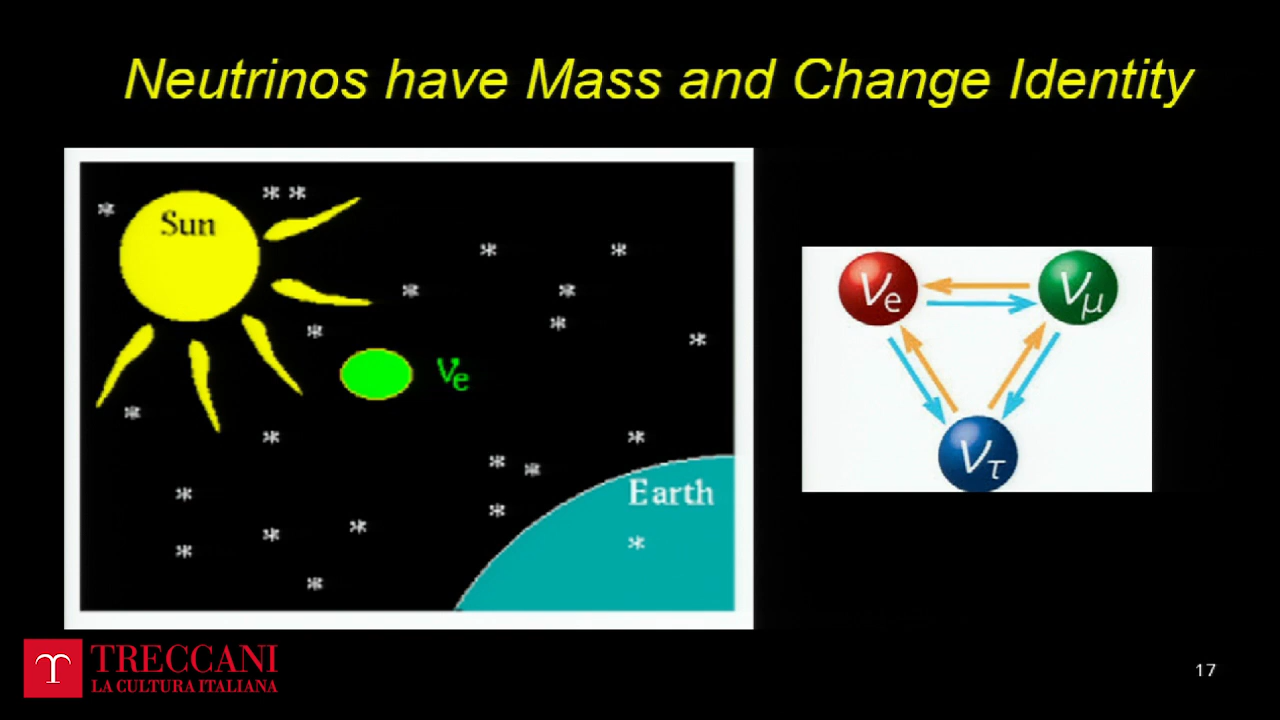 Neutrinos have Mass and Change Identity
Sun
νe
Earth
νe
νμ
ντ
TRECCANI
LA CULTURA ITALIANA
17